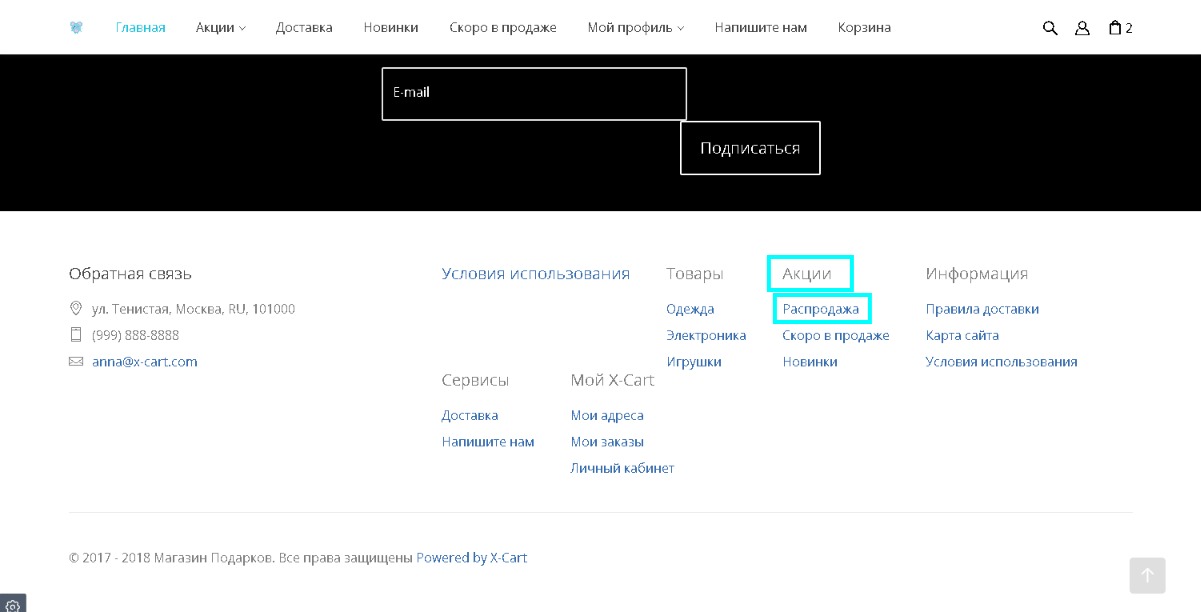 Главная Акции Доставка Новинки Скоро в продаже Мой профиль Напишите нам Корзина 2
E-mail
Подписаться
Обратная связь
ул. Тенистая, Москва, RU, 101000
(999) 888-8888
anna@x-cart.com
Условия использования
Товары
Одежда
Электроника
Игрушки
Акции
Распродажа
Скоро в продаже
Новинки
Информация
Правила доставки
Карта сайта
Условия использования
Сервисы
Доставка
Напишите нам
Мой X-Cart
Мои адреса
Мои заказы
Личный кабинет
© 2017 - 2018 Магазин Подарков. Все права защищены Powered by X-Cart